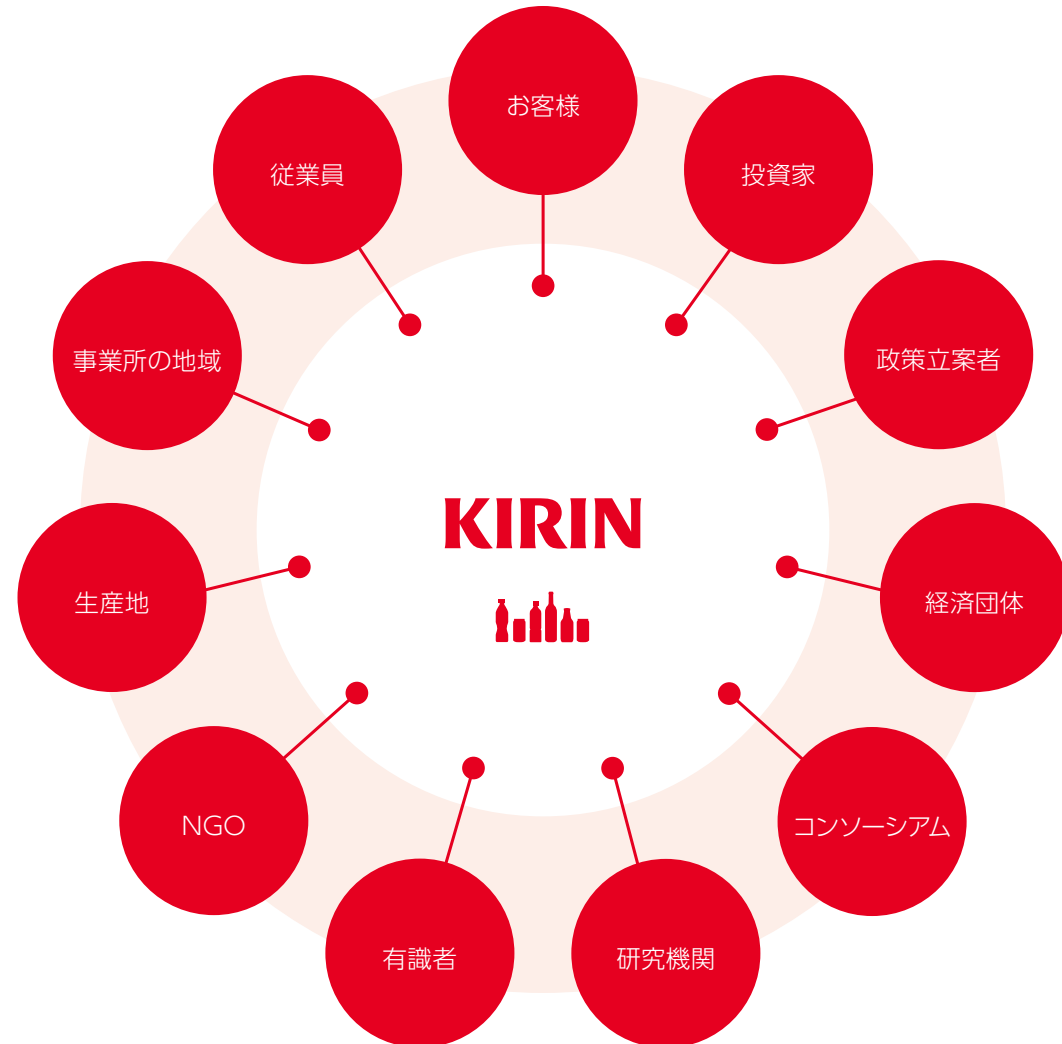 お客様
投資家
政策立案者
経済団体
コンソーシアム
研究機関
有識者
NGO
生産地
事業所の地域
従業員
KIRIN